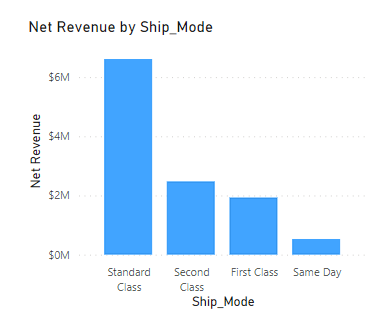 Net Revenue by Ship_Mode
Net Revenue
$6M
$4M
$2M
$0M
Standard
Class
Second
Class
First Class
Same Day
Ship_Mode